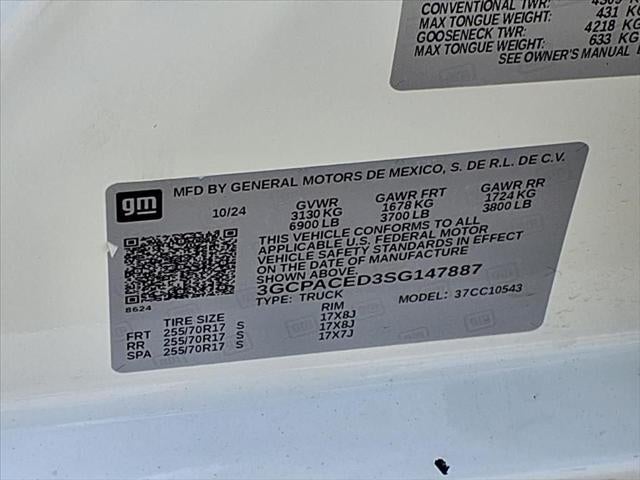 CONVENTIONAL TWR:
MAX TONGUE WEIGHT: 431 KG
GOOSENECK TWR: 4218 KG
MAX TONGUE WEIGHT: 633 KG
SEE OWNER'S MANUAL
gm
MFD BY GENERAL MOTORS DE MEXICO, S. DE R.L. DE C.V.
10/24 GVWR GAWR FRT GAWR RR
3130 KG 1678 KG 1724 KG
6900 LB 3700 LB 3800 LB
THIS VEHICLE CONFORMS TO ALL
APPLICABLE U.S. FEDERAL MOTOR
VEHICLE SAFETY STANDARDS IN EFFECT
ON THE DATE OF MANUFACTURE
SHOWN ABOVE.
3GCPACED3SG147887
TYPE: TRUCK MODEL: 37CC10543
8624
TIRE SIZE RIM
FRT 255/70R17 S 17X8J
RR 255/70R17 S 17X8J
SPA 255/70R17 S 17X7J